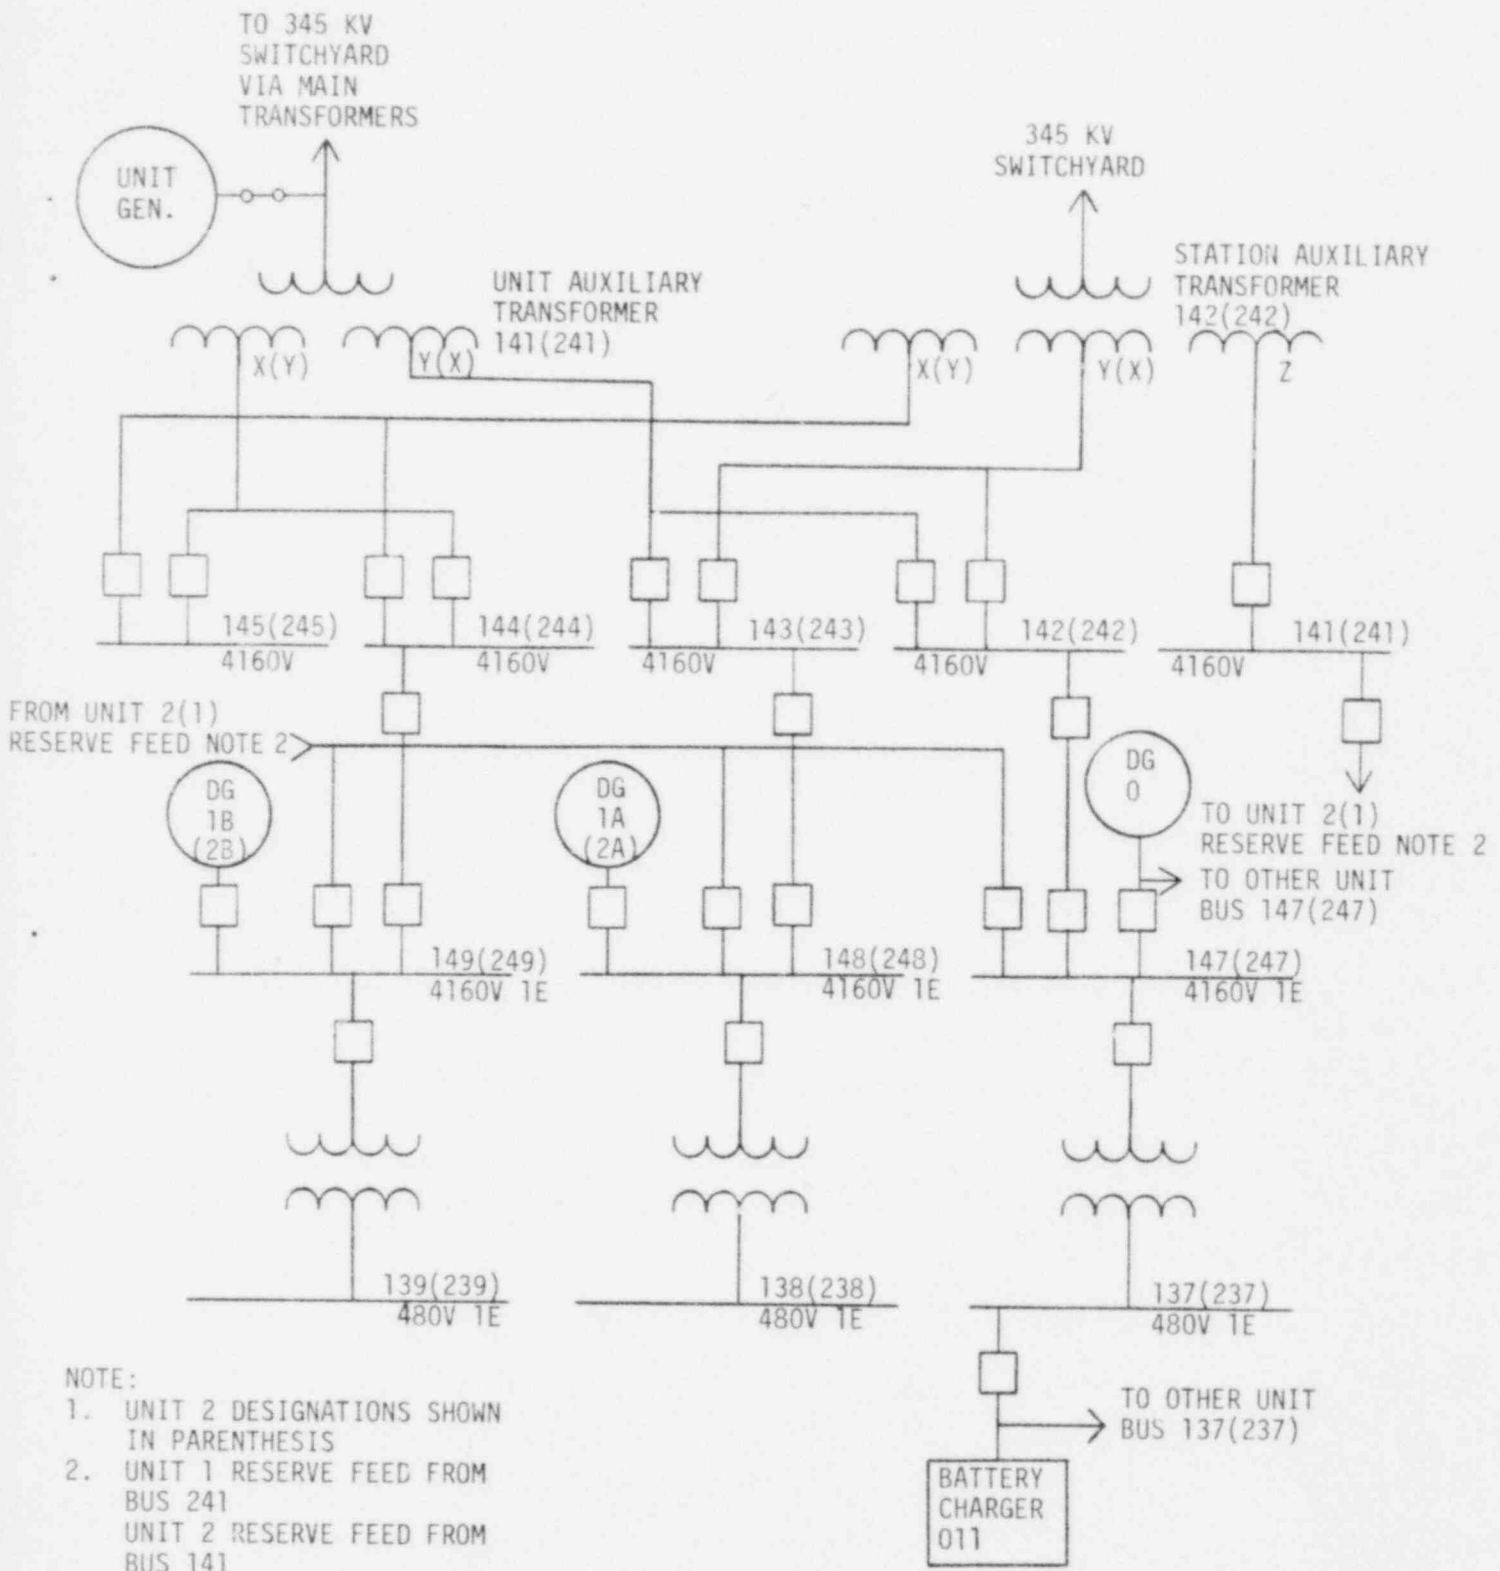 TO 345 KV
SWITCHYARD
VIA MAIN
TRANSFORMERS
345 KV
SWITCHYARD
UNIT
GEN.
STATION AUXILIARY
TRANSFORMER
142(242)
UNIT AUXILIARY
TRANSFORMER
141(241)
X(Y)
Y(X)
X(Y)
Y(X)
Z
145(245)
4160V
144(244)
4160V
143(243)
4160V
142(242)
4160V
141(241)
4160V
FROM UNIT 2(1)
RESERVE FEED NOTE 2
DG
1B
(2B)
DG
1A
(2A)
DG
0
TO UNIT 2(1)
RESERVE FEED NOTE 2
TO OTHER UNIT
BUS 147(247)
149(249)
4160V 1E
148(248)
4160V 1E
147(247)
4160V 1E
139(239)
480V 1E
138(238)
480V 1E
137(237)
480V 1E
TO OTHER UNIT
BUS 137(237)
BATTERY
CHARGER
011
NOTE:
1. UNIT 2 DESIGNATIONS SHOWN
IN PARENTHESIS
2. UNIT 1 RESERVE FEED FROM
BUS 241
UNIT 2 RESERVE FEED FROM
BUS 141